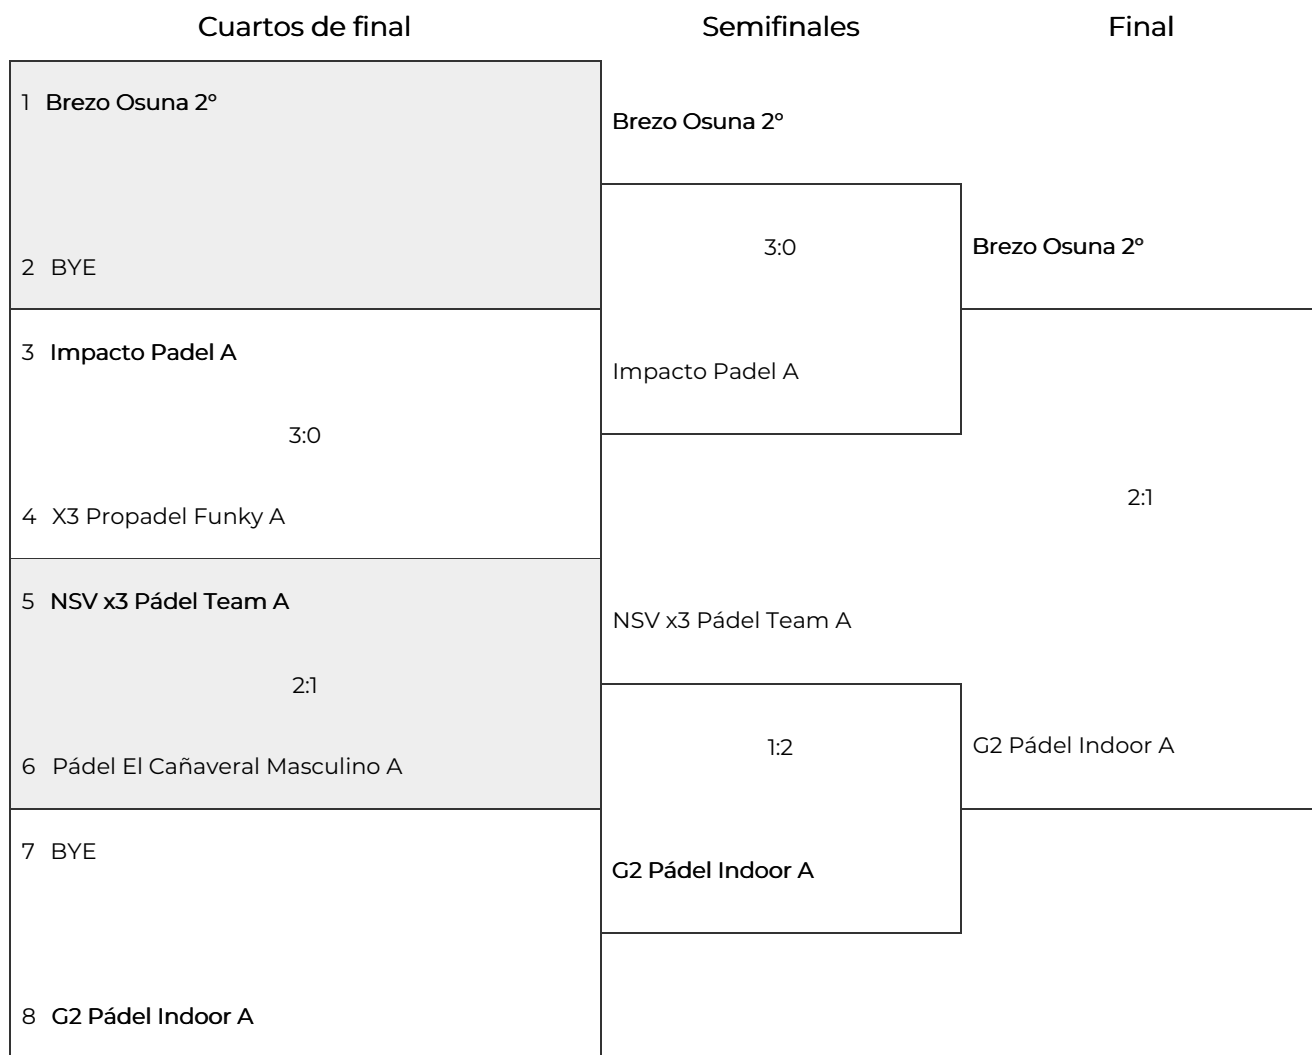 Cuartos de final
Semifinales
Final
1 Brezo Osuna 2º
2 BYE
3 Impacto Padel A
3:0
4 X3 Propadel Funky A
5 NSV x3 Pádel Team A
2:1
6 Pádel El Cañaveral Masculino A
7 BYE
8 G2 Pádel Indoor A
Brezo Osuna 2º
3:0
Impacto Padel A
NSV x3 Pádel Team A
1:2
G2 Pádel Indoor A
Brezo Osuna 2º
2:1
G2 Pádel Indoor A